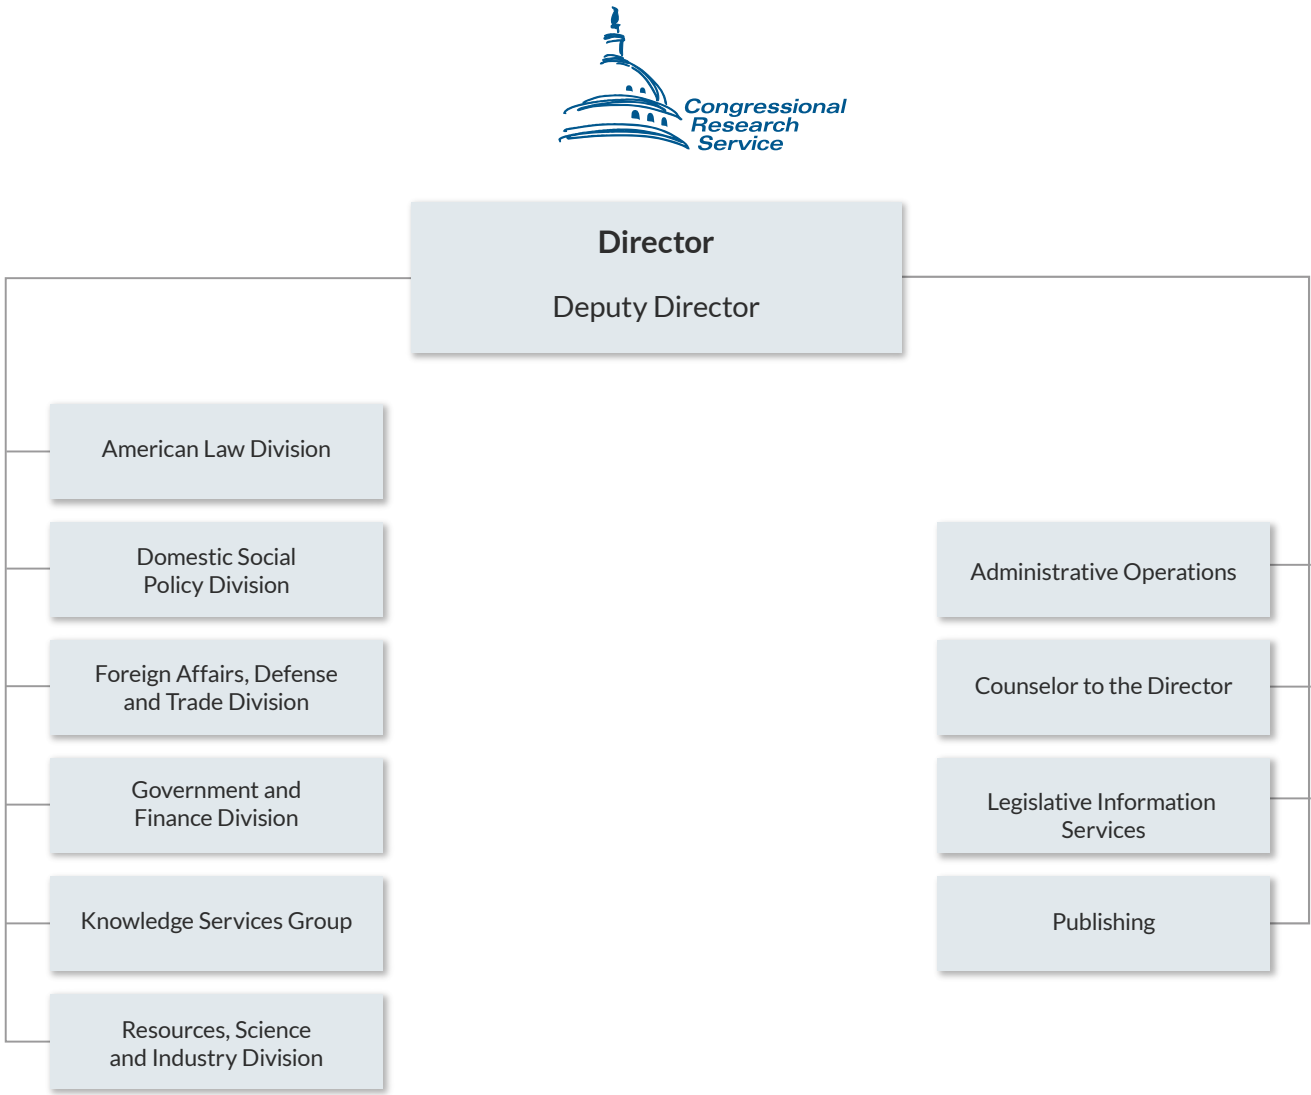 Congressional
Research
Service
Director
Deputy Director
American Law Division
Domestic Social
Policy Division
Foreign Affairs, Defense
and Trade Division
Government and
Finance Division
Knowledge Services Group
Resources, Science
and Industry Division
Administrative Operations
Counselor to the Director
Legislative Information
Services
Publishing